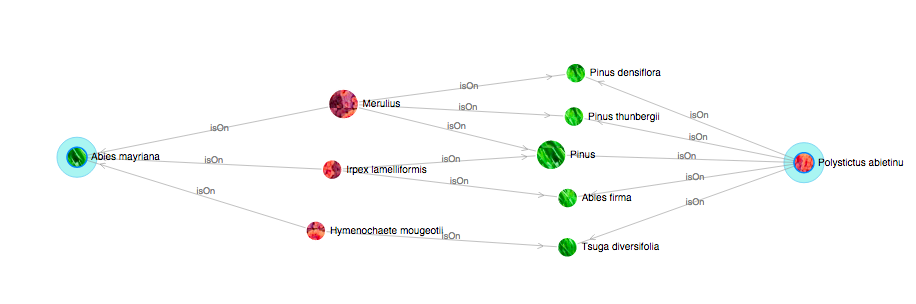 isOn
Pinus densiflora
Merulius
isOn
isOn
isOn
Pinus thunbergii
isOn
isOn
isOn
Abies mayriana
isOn
isOn
Pinus
isOn
Polystictus abietinu
Irpex lamelliformis
isOn
isOn
isOn
Abies firma
isOn
Hymenochaete mougeotii
isOn
Tsuga diversifolia